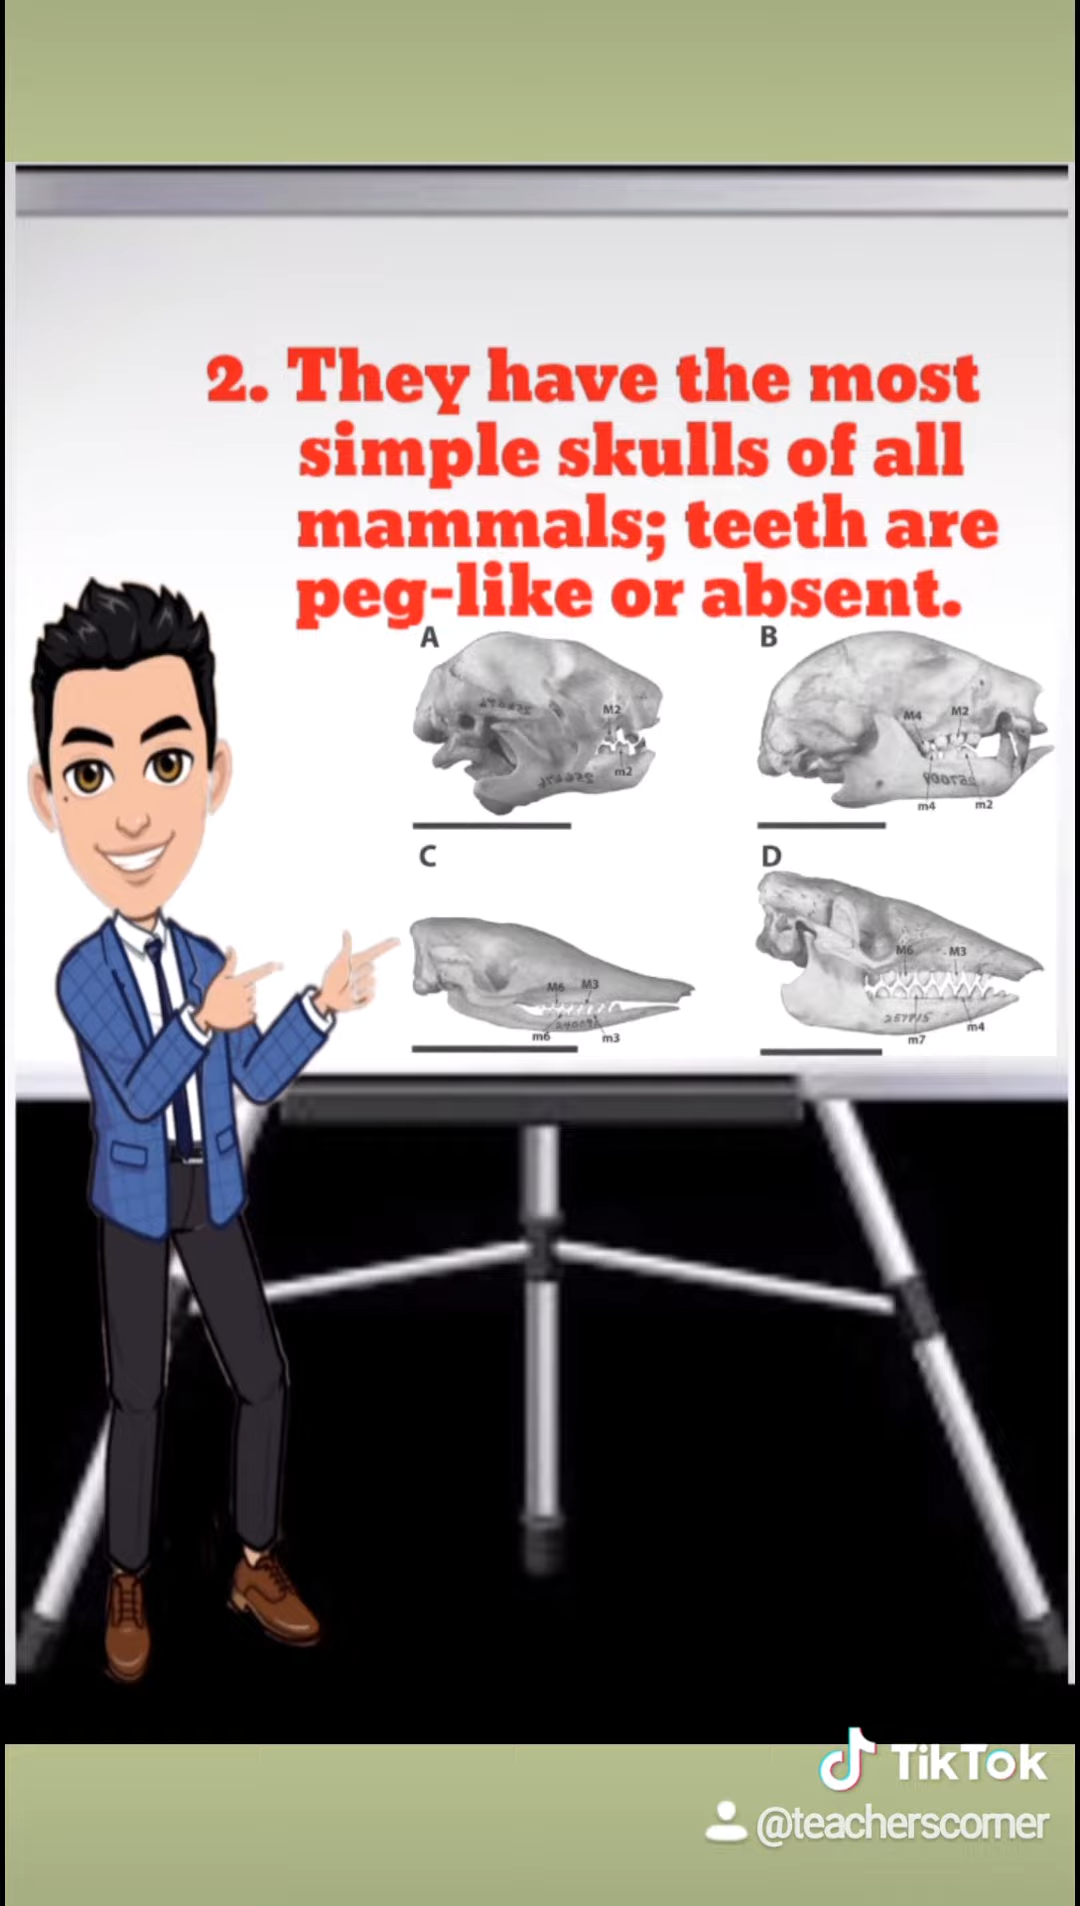 2. They have the most
simple skulls of all
mammals; teeth are
peg-like or absent.
A
B
M2
m2
M4
M2
m4
m2
C
D
M6
M3
m6
m3
M6
M3
257915
m4
m7
TikTok
@teacherscorner